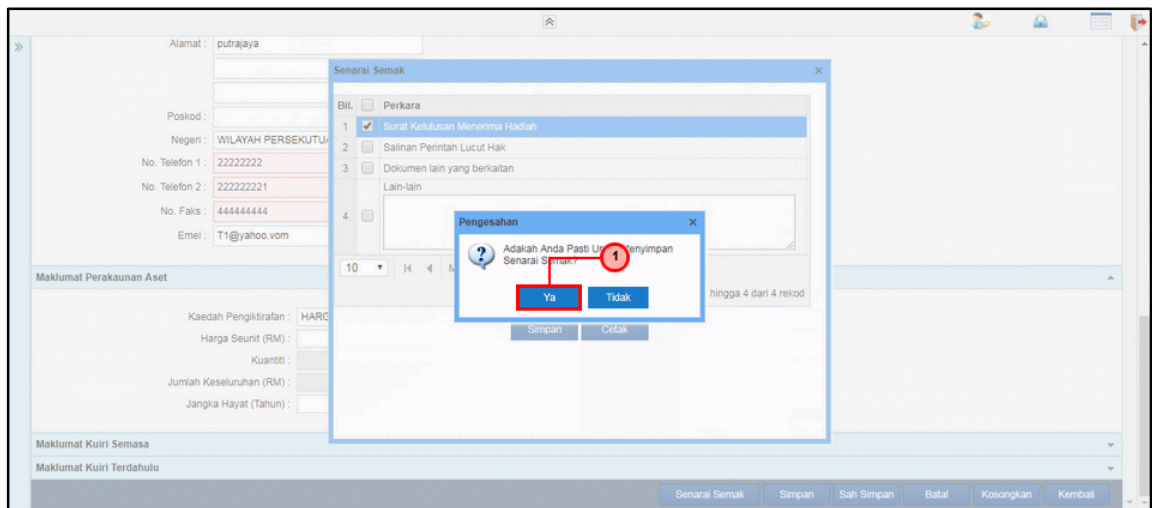 Alamat : putrajaya
Poskod :
Negeri : WILAYAH PERSEKUTU
No. Telefon 1 : 22222222
No. Telefon 2 : 222222221
No. Faks : 444444444
Emel : T1@yahoo.vom
Senarai Semak ×
Bil. Perkara
1 Surat Kelulusan Menerima Hadiah
2 Salinan Perintah Lucut Hak
3 Dokumen lain yang berkaitan
4 Lain-lain
Pengesahan ×
Adakah Anda Pasti Menyimpan
Senarai Semak?
1
Ya Tidak
10
hingga 4 dari 4 rekod
Simpan Cetak
Maklumat Perakaunan Aset
Kaedah Pengiktirafan : HARG
Harga Seunit (RM) :
Kuantiti :
Jumlah Keseluruhan (RM) :
Jangka Hayat (Tahun) :
Maklumat Kuiri Semasa
Maklumat Kuiri Terdahulu
Senarai Semak Simpan Sah Simpan Batal Kosongkan Kembali